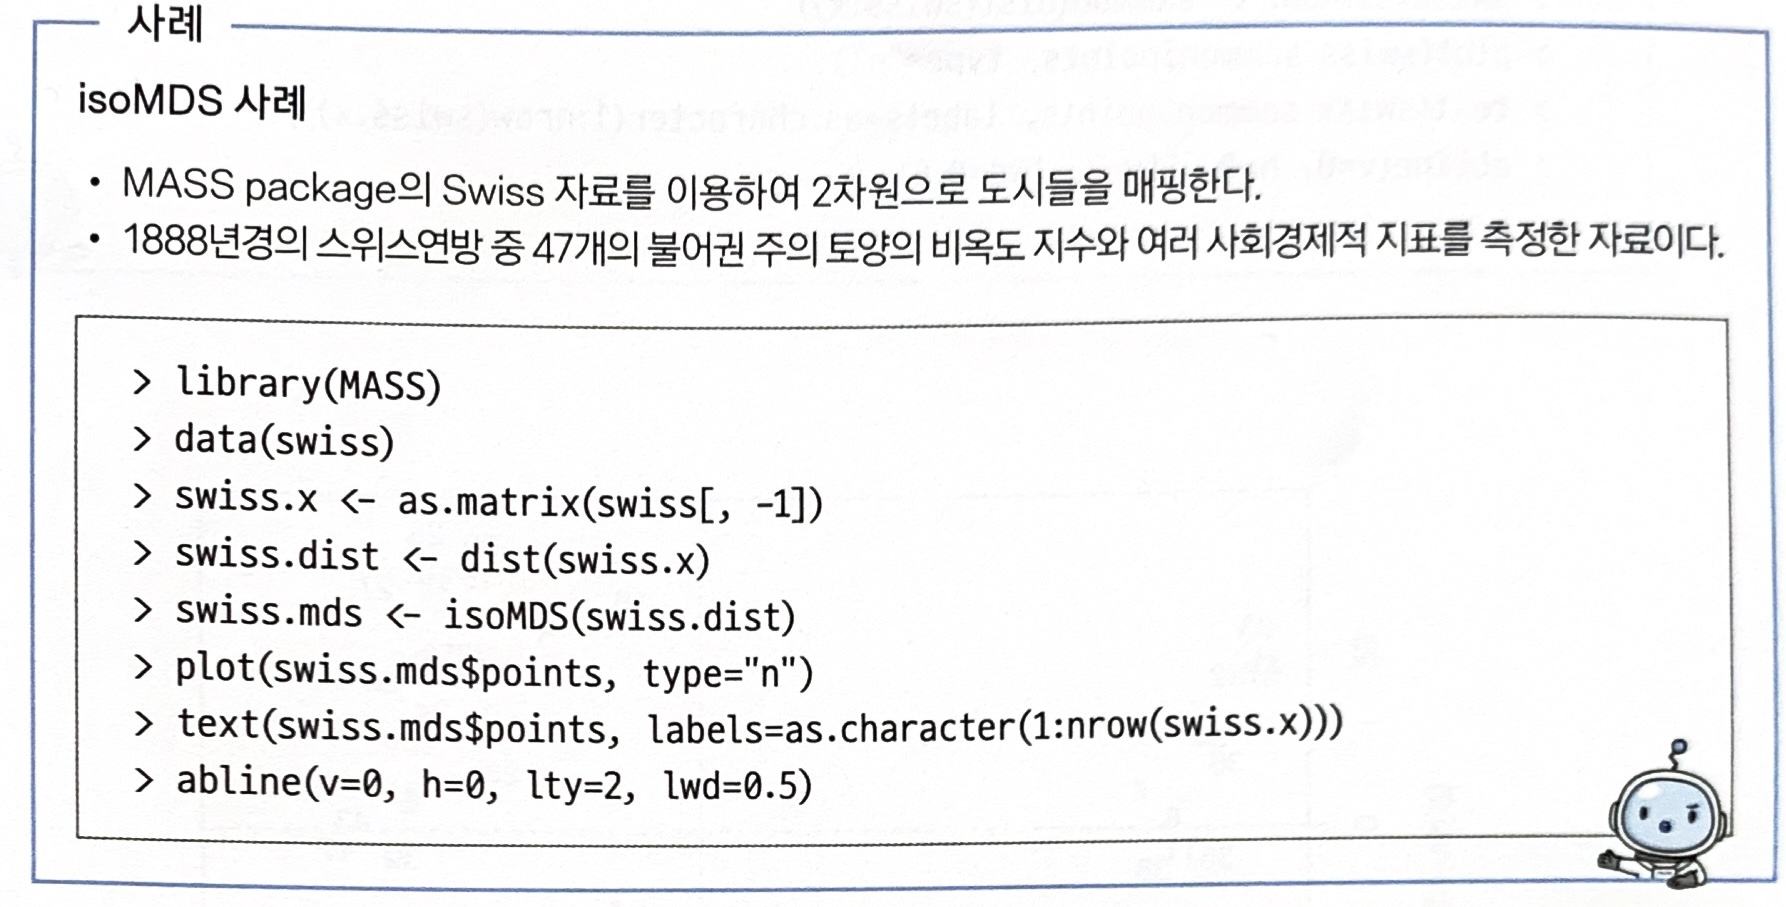 사례
isoMDS 사례
• MASS package의 Swiss 자료를 이용하여 2차원으로 도시들을 매핑한다.
• 1888년경의 스위스연방 중 47개의 불어권 주의 토양의 비옥도 지수와 여러 사회경제적 지표를 측정한 자료이다.
> library(MASS)
> data(swiss)
> swiss.x <- as.matrix(swiss[, -1])
> swiss.dist <- dist(swiss.x)
> swiss.mds <- isoMDS(swiss.dist)
> plot(swiss.mds$points, type="n")
> text(swiss.mds$points, labels=as.character(1:nrow(swiss.x)))
> abline(v=0, h=0, lty=2, lwd=0.5)